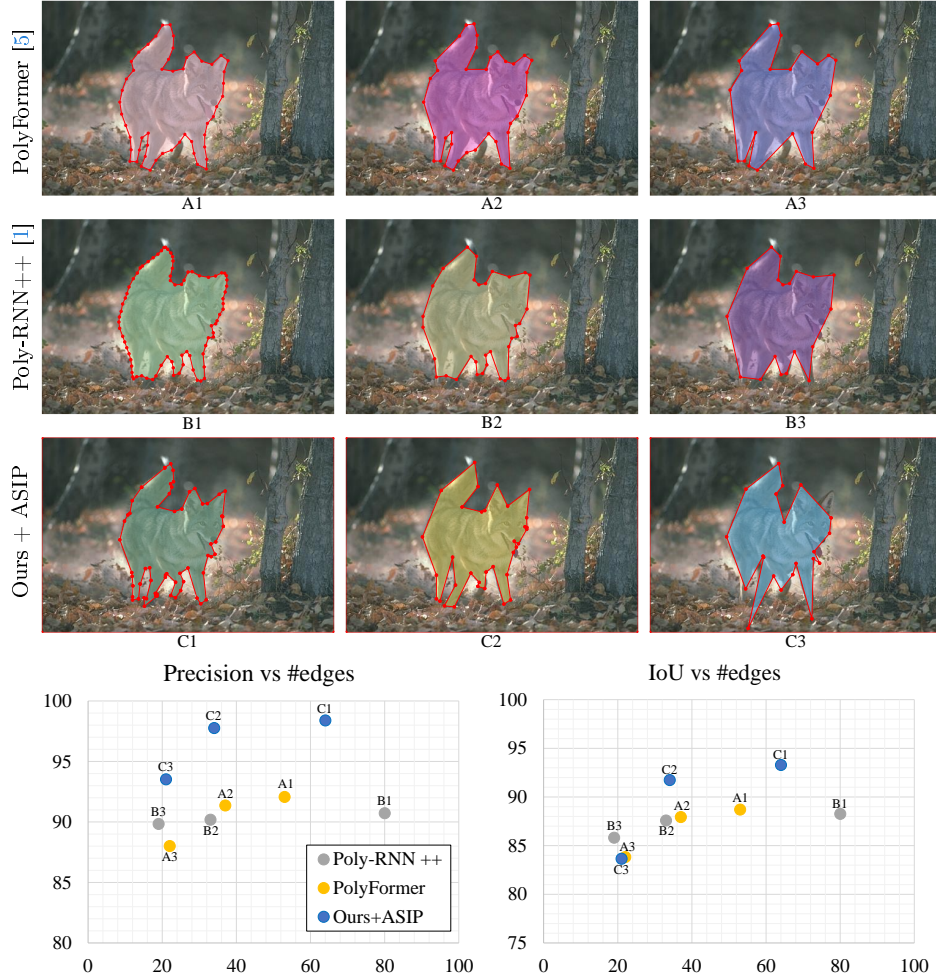 PolyFormer [5]
A1
A2
A3
Poly-RNN++ [1]
B1
B2
B3
Ours + ASIP
C1
C2
C3
Precision vs #edges
100
95
90
85
80
0
20
40
60
80
100
C1
C2
C3
A1
A2
A3
B1
B2
B3
Poly-RNN ++
PolyFormer
Ours+ASIP
IoU vs #edges
100
95
90
85
80
75
0
20
40
60
80
100
C1
C2
A1
A2
B1
B2
B3
A3
C3